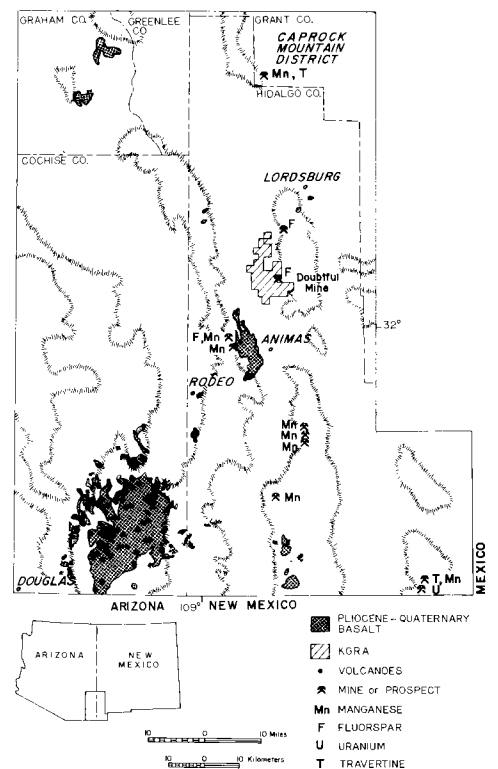 GRAHAM CO.
GREENLEE
CO
GRANT CO.
CAPROCK
MOUNTAIN
DISTRICT
Mn, T
HIDALGO CO.
COCHISE CO.
LORDSBURG
F
F
Doubtful
Mine
32°
F, Mn
Mn
ANIMAS
RODEO
Mn
Mn
Mn
Mn
DOUGLAS
T, Mn
U
MEXICO
ARIZONA
109°
NEW MEXICO
PLIOCENE-QUATERNARY
BASALT
KGRA
VOLCANOES
MINE or PROSPECT
Mn MANGANESE
F FLUORSPAR
U URANIUM
T TRAVERTINE
ARIZONA
NEW
MEXICO
10 0 10 Miles
10 0 10 Kilometers